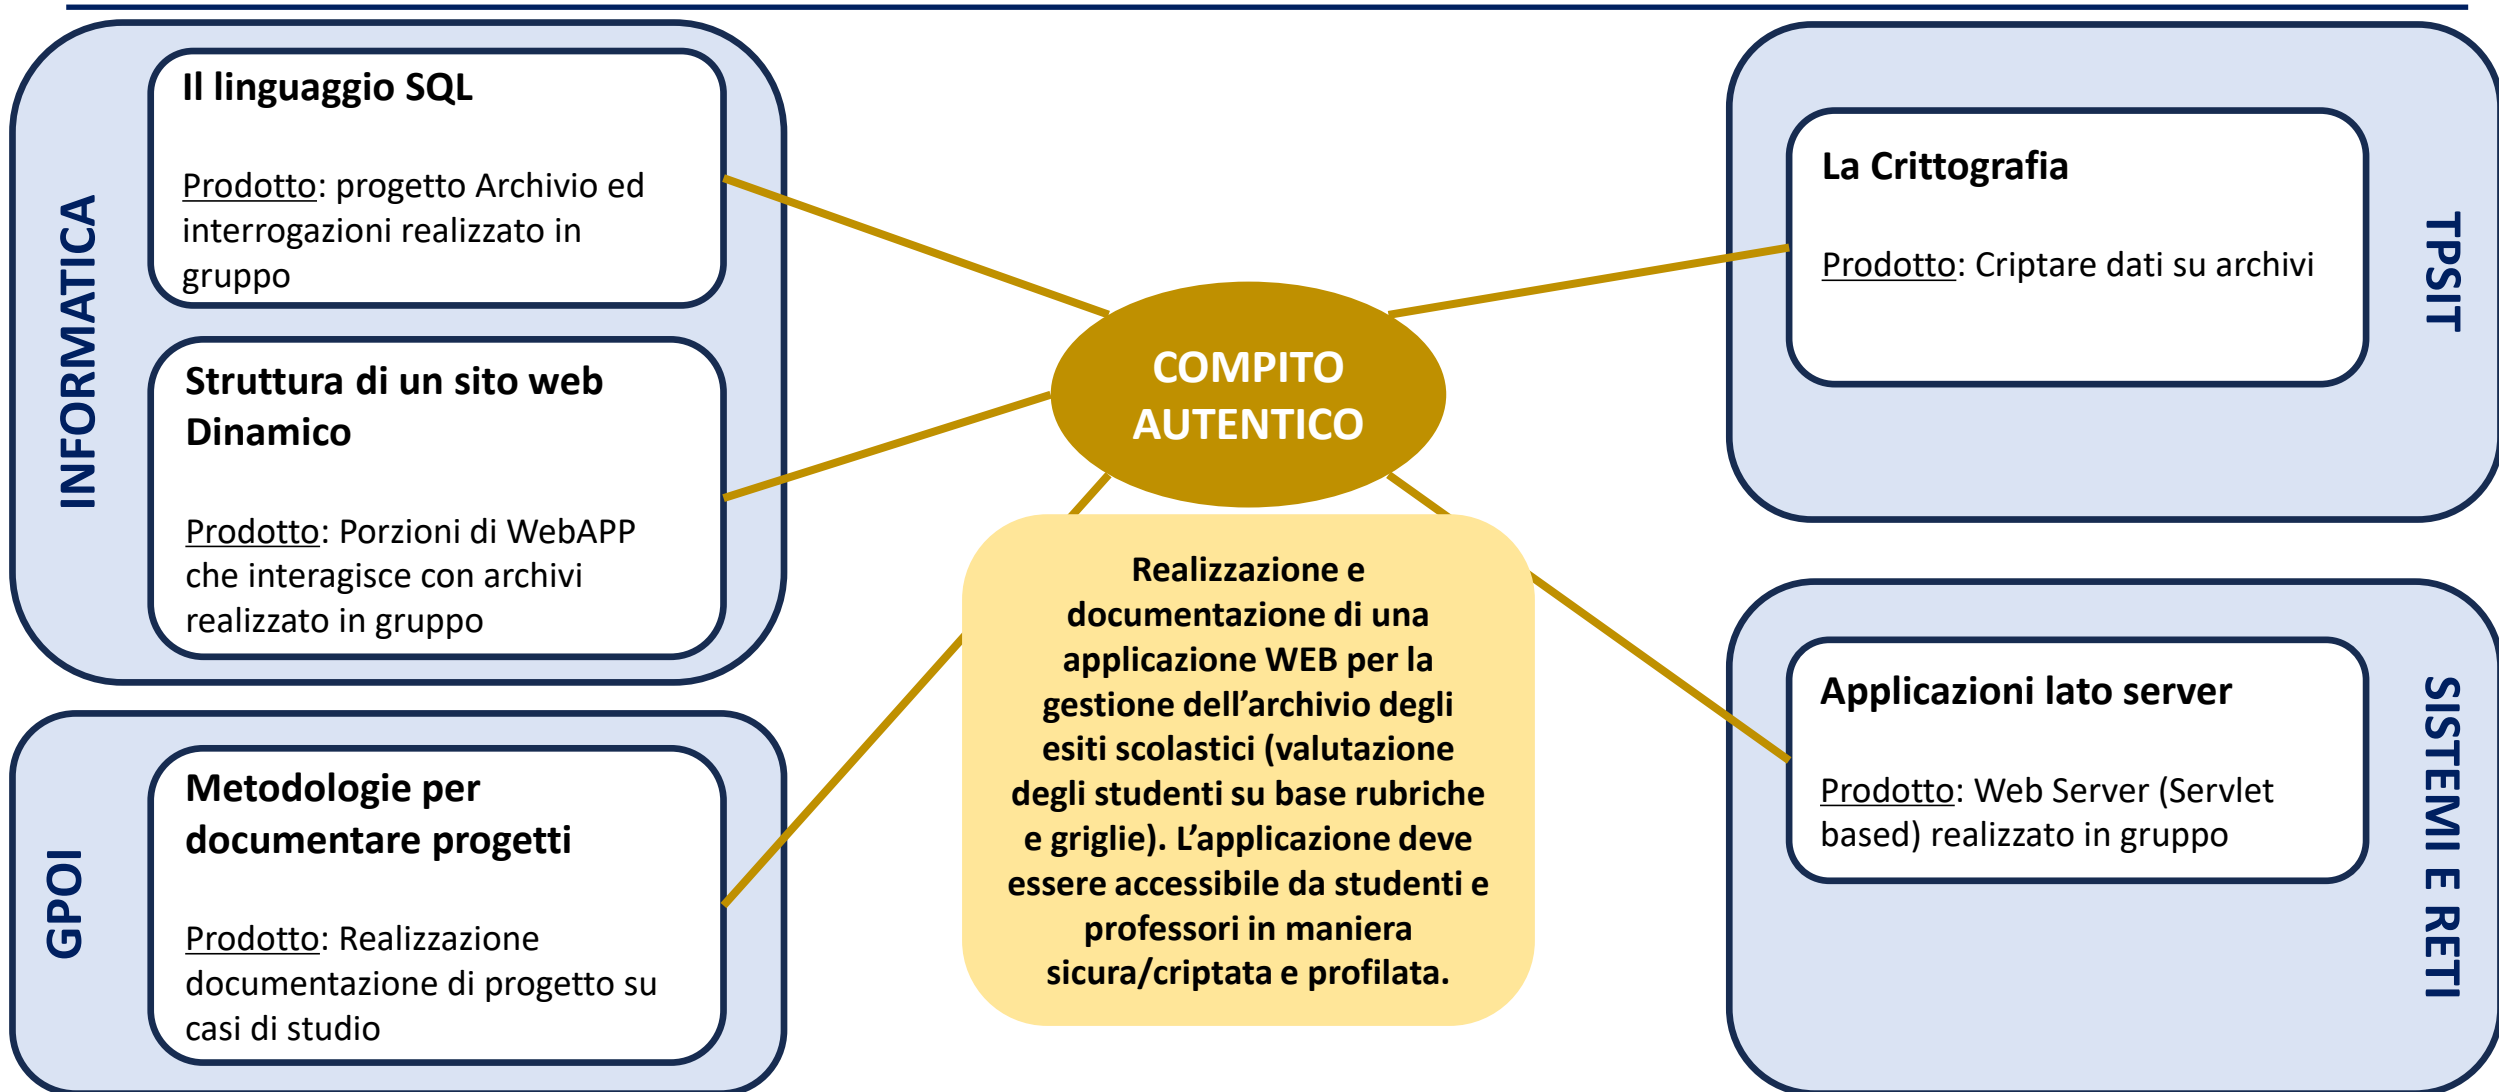 INFORMATICA
Il linguaggio SQL
Prodotto: progetto Archivio ed
interrogazioni realizzato in
gruppo
Struttura di un sito web
Dinamico
Prodotto: Porzioni di WebAPP
che interagisce con archivi
realizzato in gruppo
GPOI
Metodologie per
documentare progetti
Prodotto: Realizzazione
documentazione di progetto su
casi di studio
COMPITO
AUTENTICO
Realizzazione e
documentazione di una
applicazione WEB per la
gestione dell’archivio degli
esiti scolastici (valutazione
degli studenti su base rubriche
e griglie). L’applicazione deve
essere accessibile da studenti e
professori in maniera
sicura/criptata e profilata.
TPSIT
La Crittografia
Prodotto: Criptare dati su archivi
SISTEMI E RETI
Applicazioni lato server
Prodotto: Web Server (Servlet
based) realizzato in gruppo